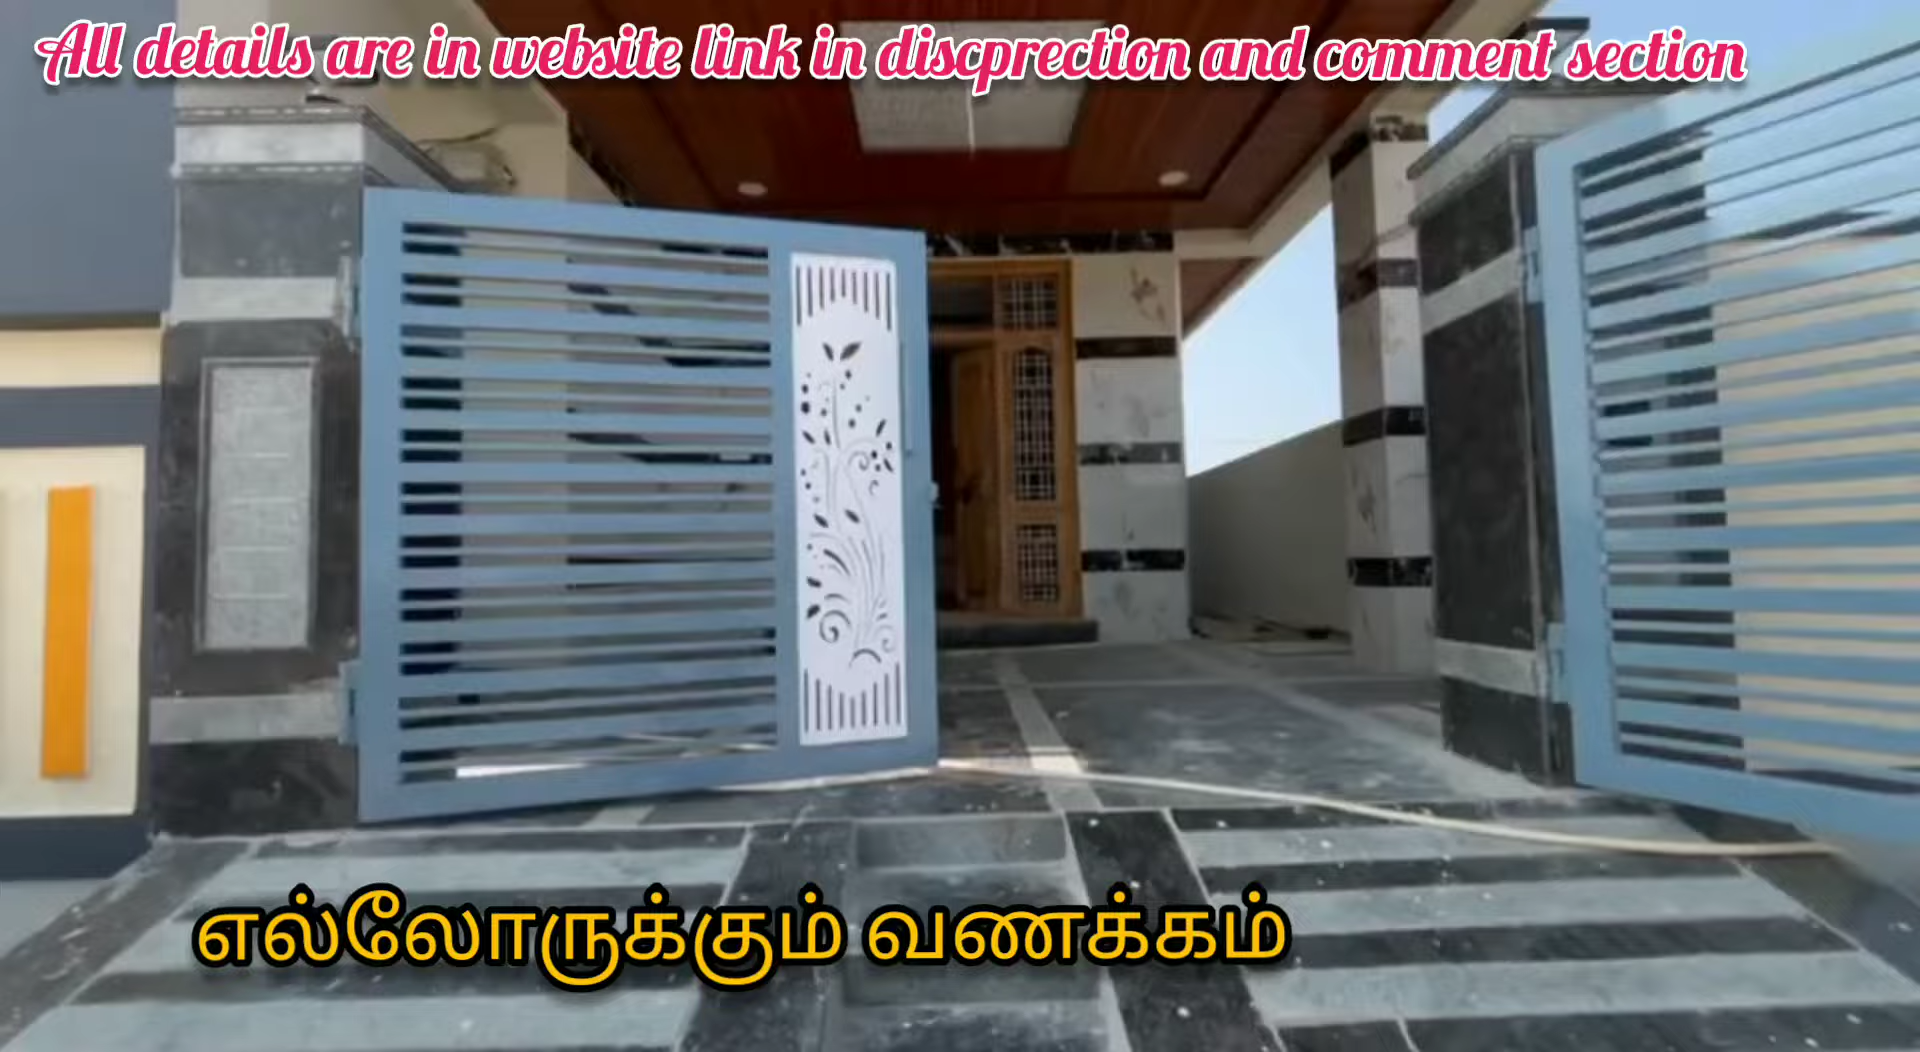 All details are in website link in discprection and comment section
எல்லோருக்கும் வணக்கம்